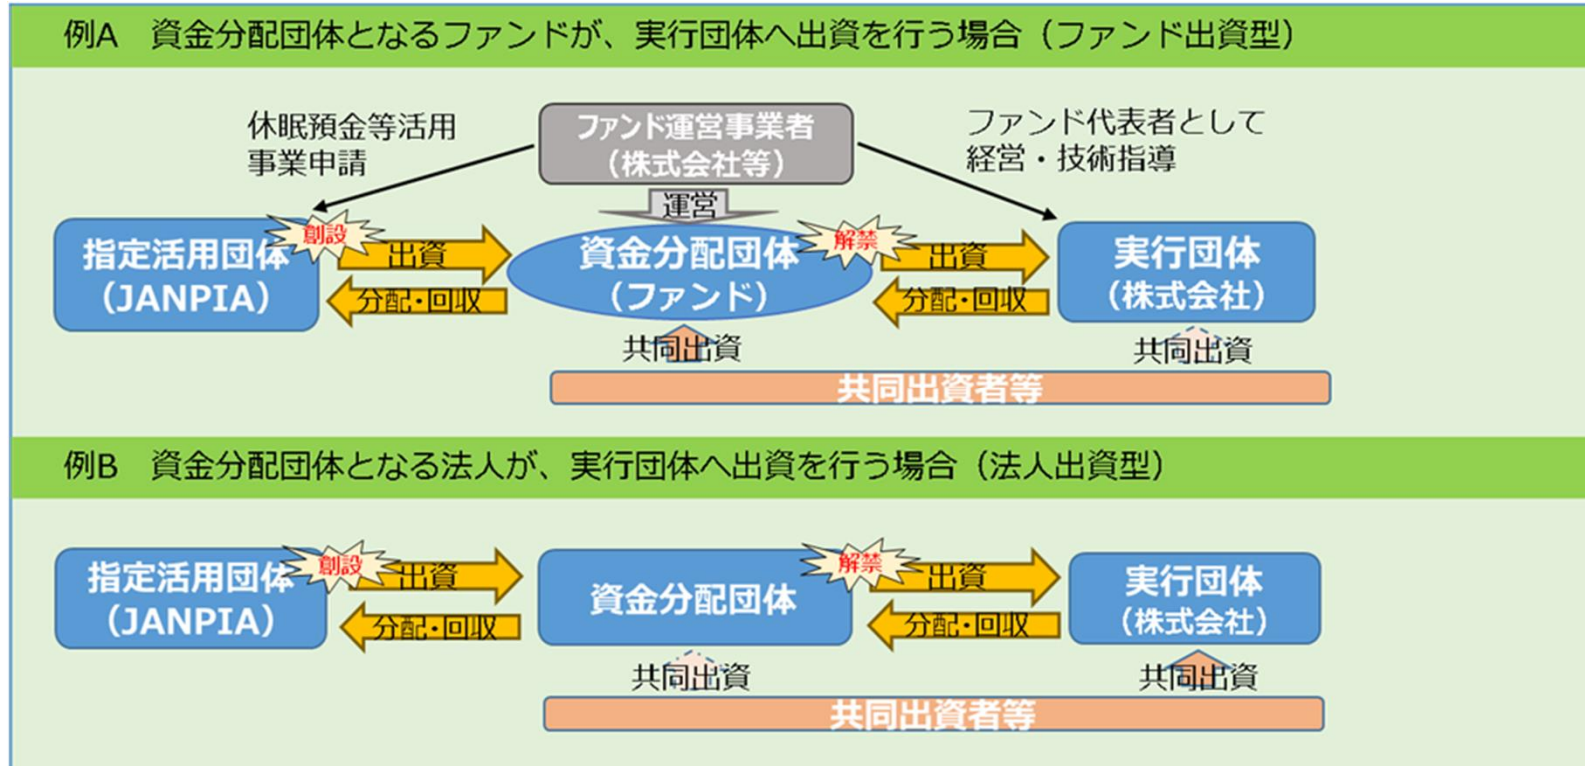 例A　資金分配団体となるファンドが、実行団体へ出資を行う場合（ファンド出資型）
休眠預金等活用
事業申請
ファンド運営事業者
（株式会社等）
ファンド代表者として
経営・技術指導
運営
指定活用団体
（JANPIA）
創設
出資
分配・回収
資金分配団体
（ファンド）
解禁
出資
分配・回収
実行団体
（株式会社）
共同出資
共同出資
共同出資者等
例B　資金分配団体となる法人が、実行団体へ出資を行う場合（法人出資型）
指定活用団体
（JANPIA）
創設
出資
分配・回収
資金分配団体
解禁
出資
分配・回収
実行団体
（株式会社）
共同出資
共同出資
共同出資者等